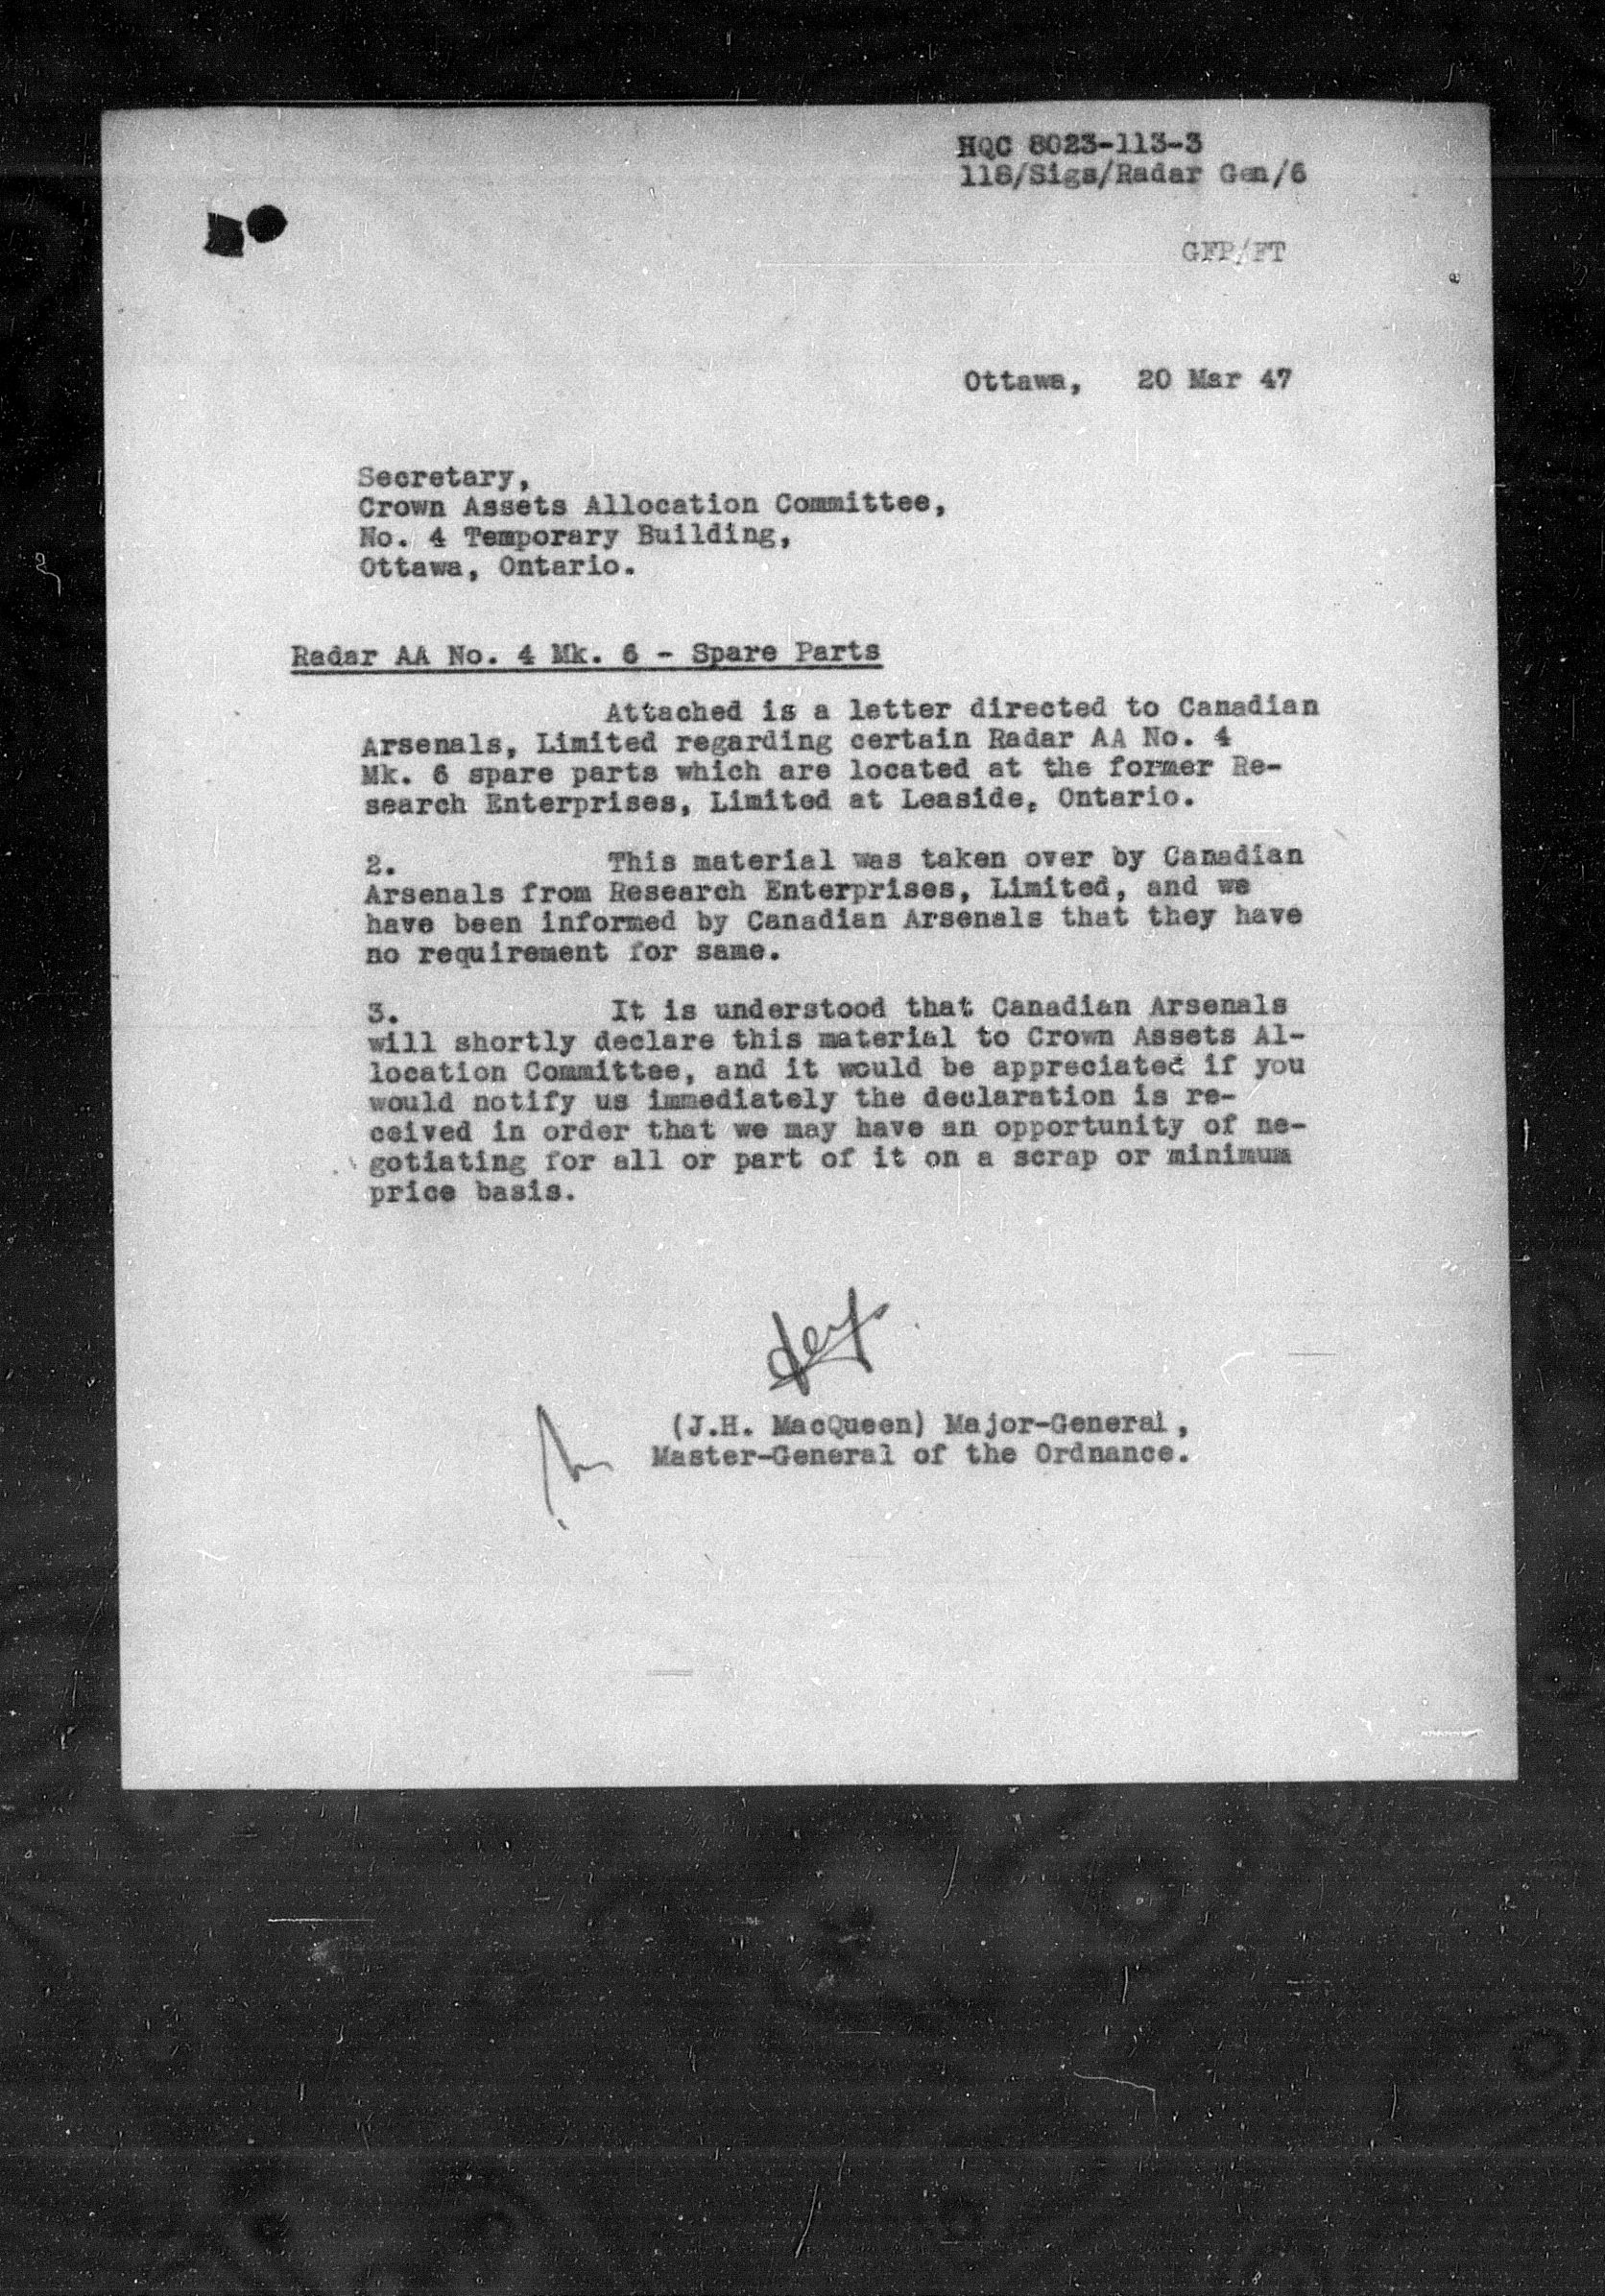 HQC 8023-113-3
118/Sigs/Radar Gen/6
GFP/FT
Ottawa, 20 Mar 47
Secretary,
Crown Assets Allocation Committee,
No. 4 Temporary Building,
Ottawa, Ontario.
Radar AA No. 4 Mk. 6 - Spare Parts
Attached is a letter directed to Canadian
Arsenals, Limited regarding certain Radar AA No. 4
Mk. 6 spare parts which are located at the former Re-
search Enterprises, Limited at Leaside, Ontario.
2. This material was taken over by Canadian
Arsenals from Research Enterprises, Limited, and we
have been informed by Canadian Arsenals that they have
no requirement for same.
3. It is understood that Canadian Arsenals
will shortly declare this material to Crown Assets Al-
location Committee, and it would be appreciated if you
would notify us immediately the declaration is re-
ceived in order that we may have an opportunity of ne-
gotiating for all or part of it on a scrap or minimum
price basis.
(J.H. MacQueen) Major-General,
Master-General of the Ordnance.